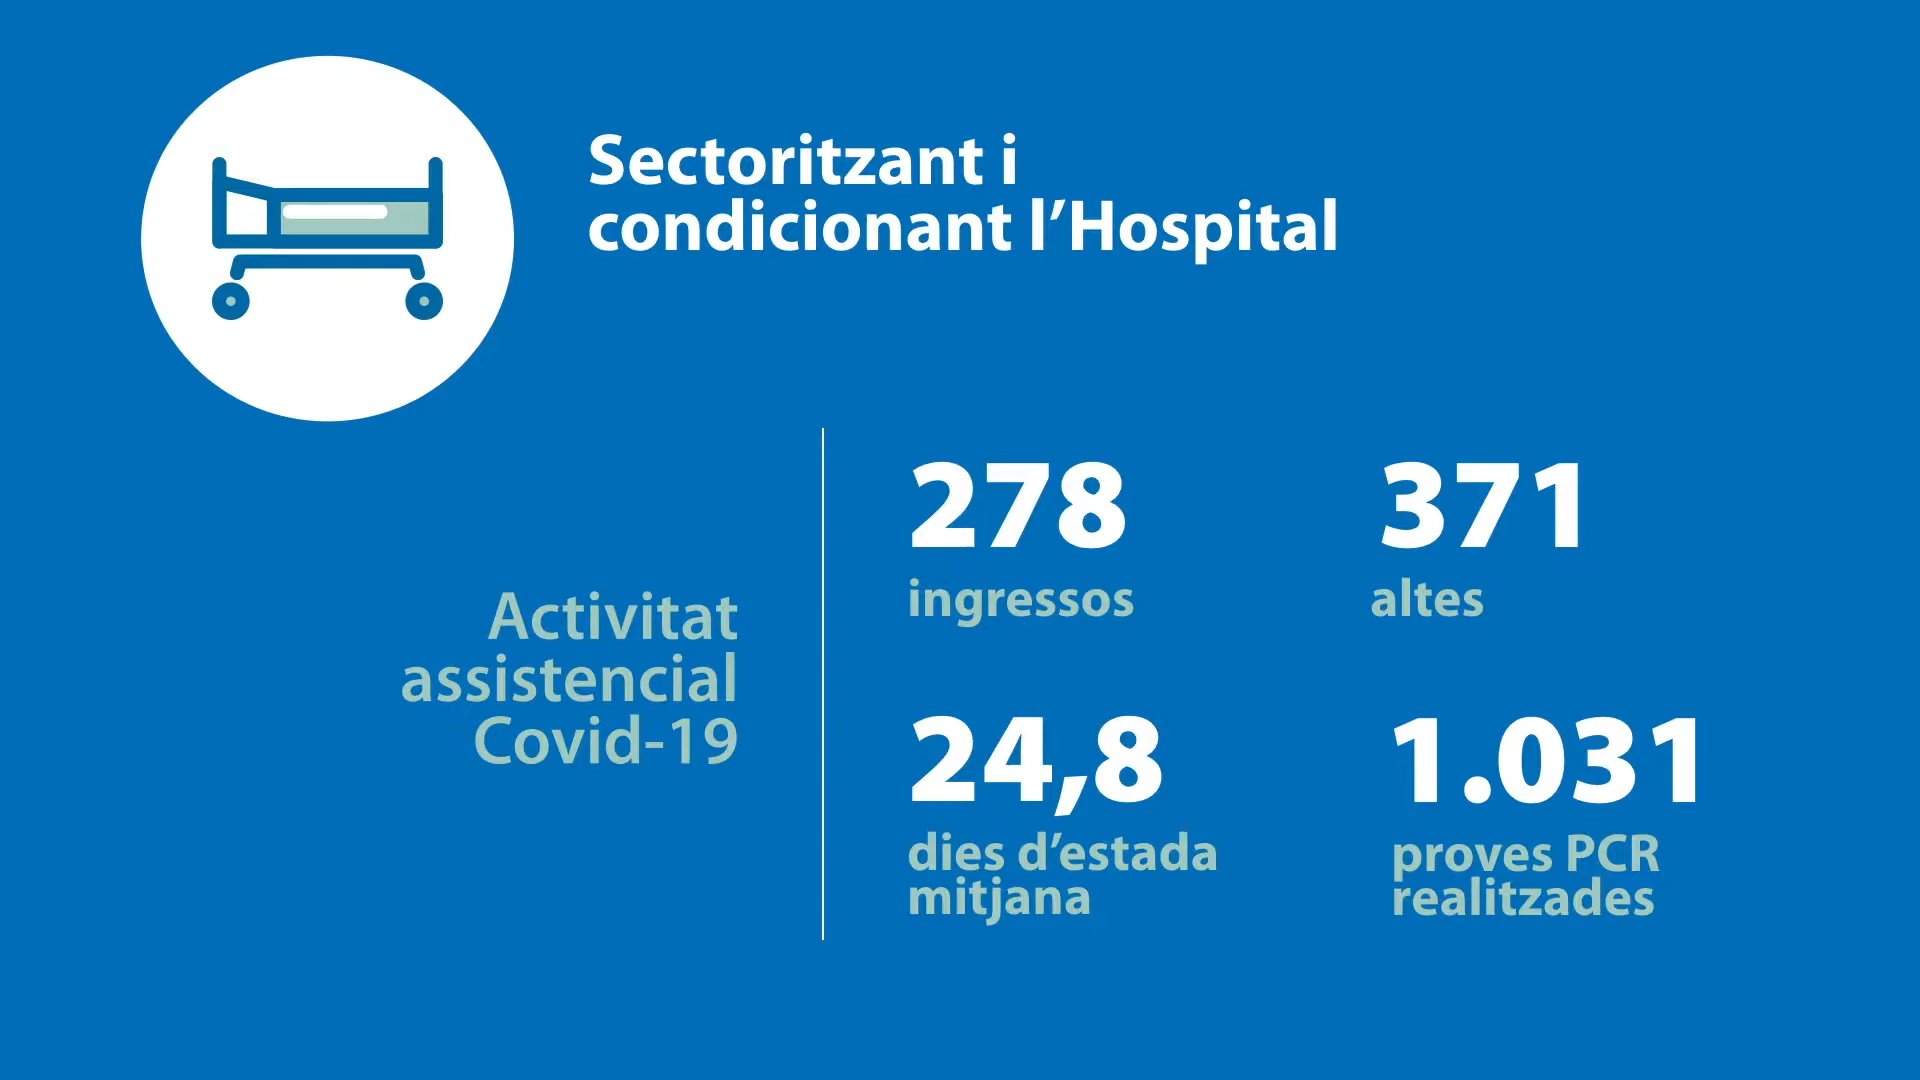 Sectoritzant i
condicionant l’Hospital
Activitat
assistencial
Covid-19
278
ingressos
371
altes
24,8
dies d’estada
mitjana
1.031
proves PCR
realitzades